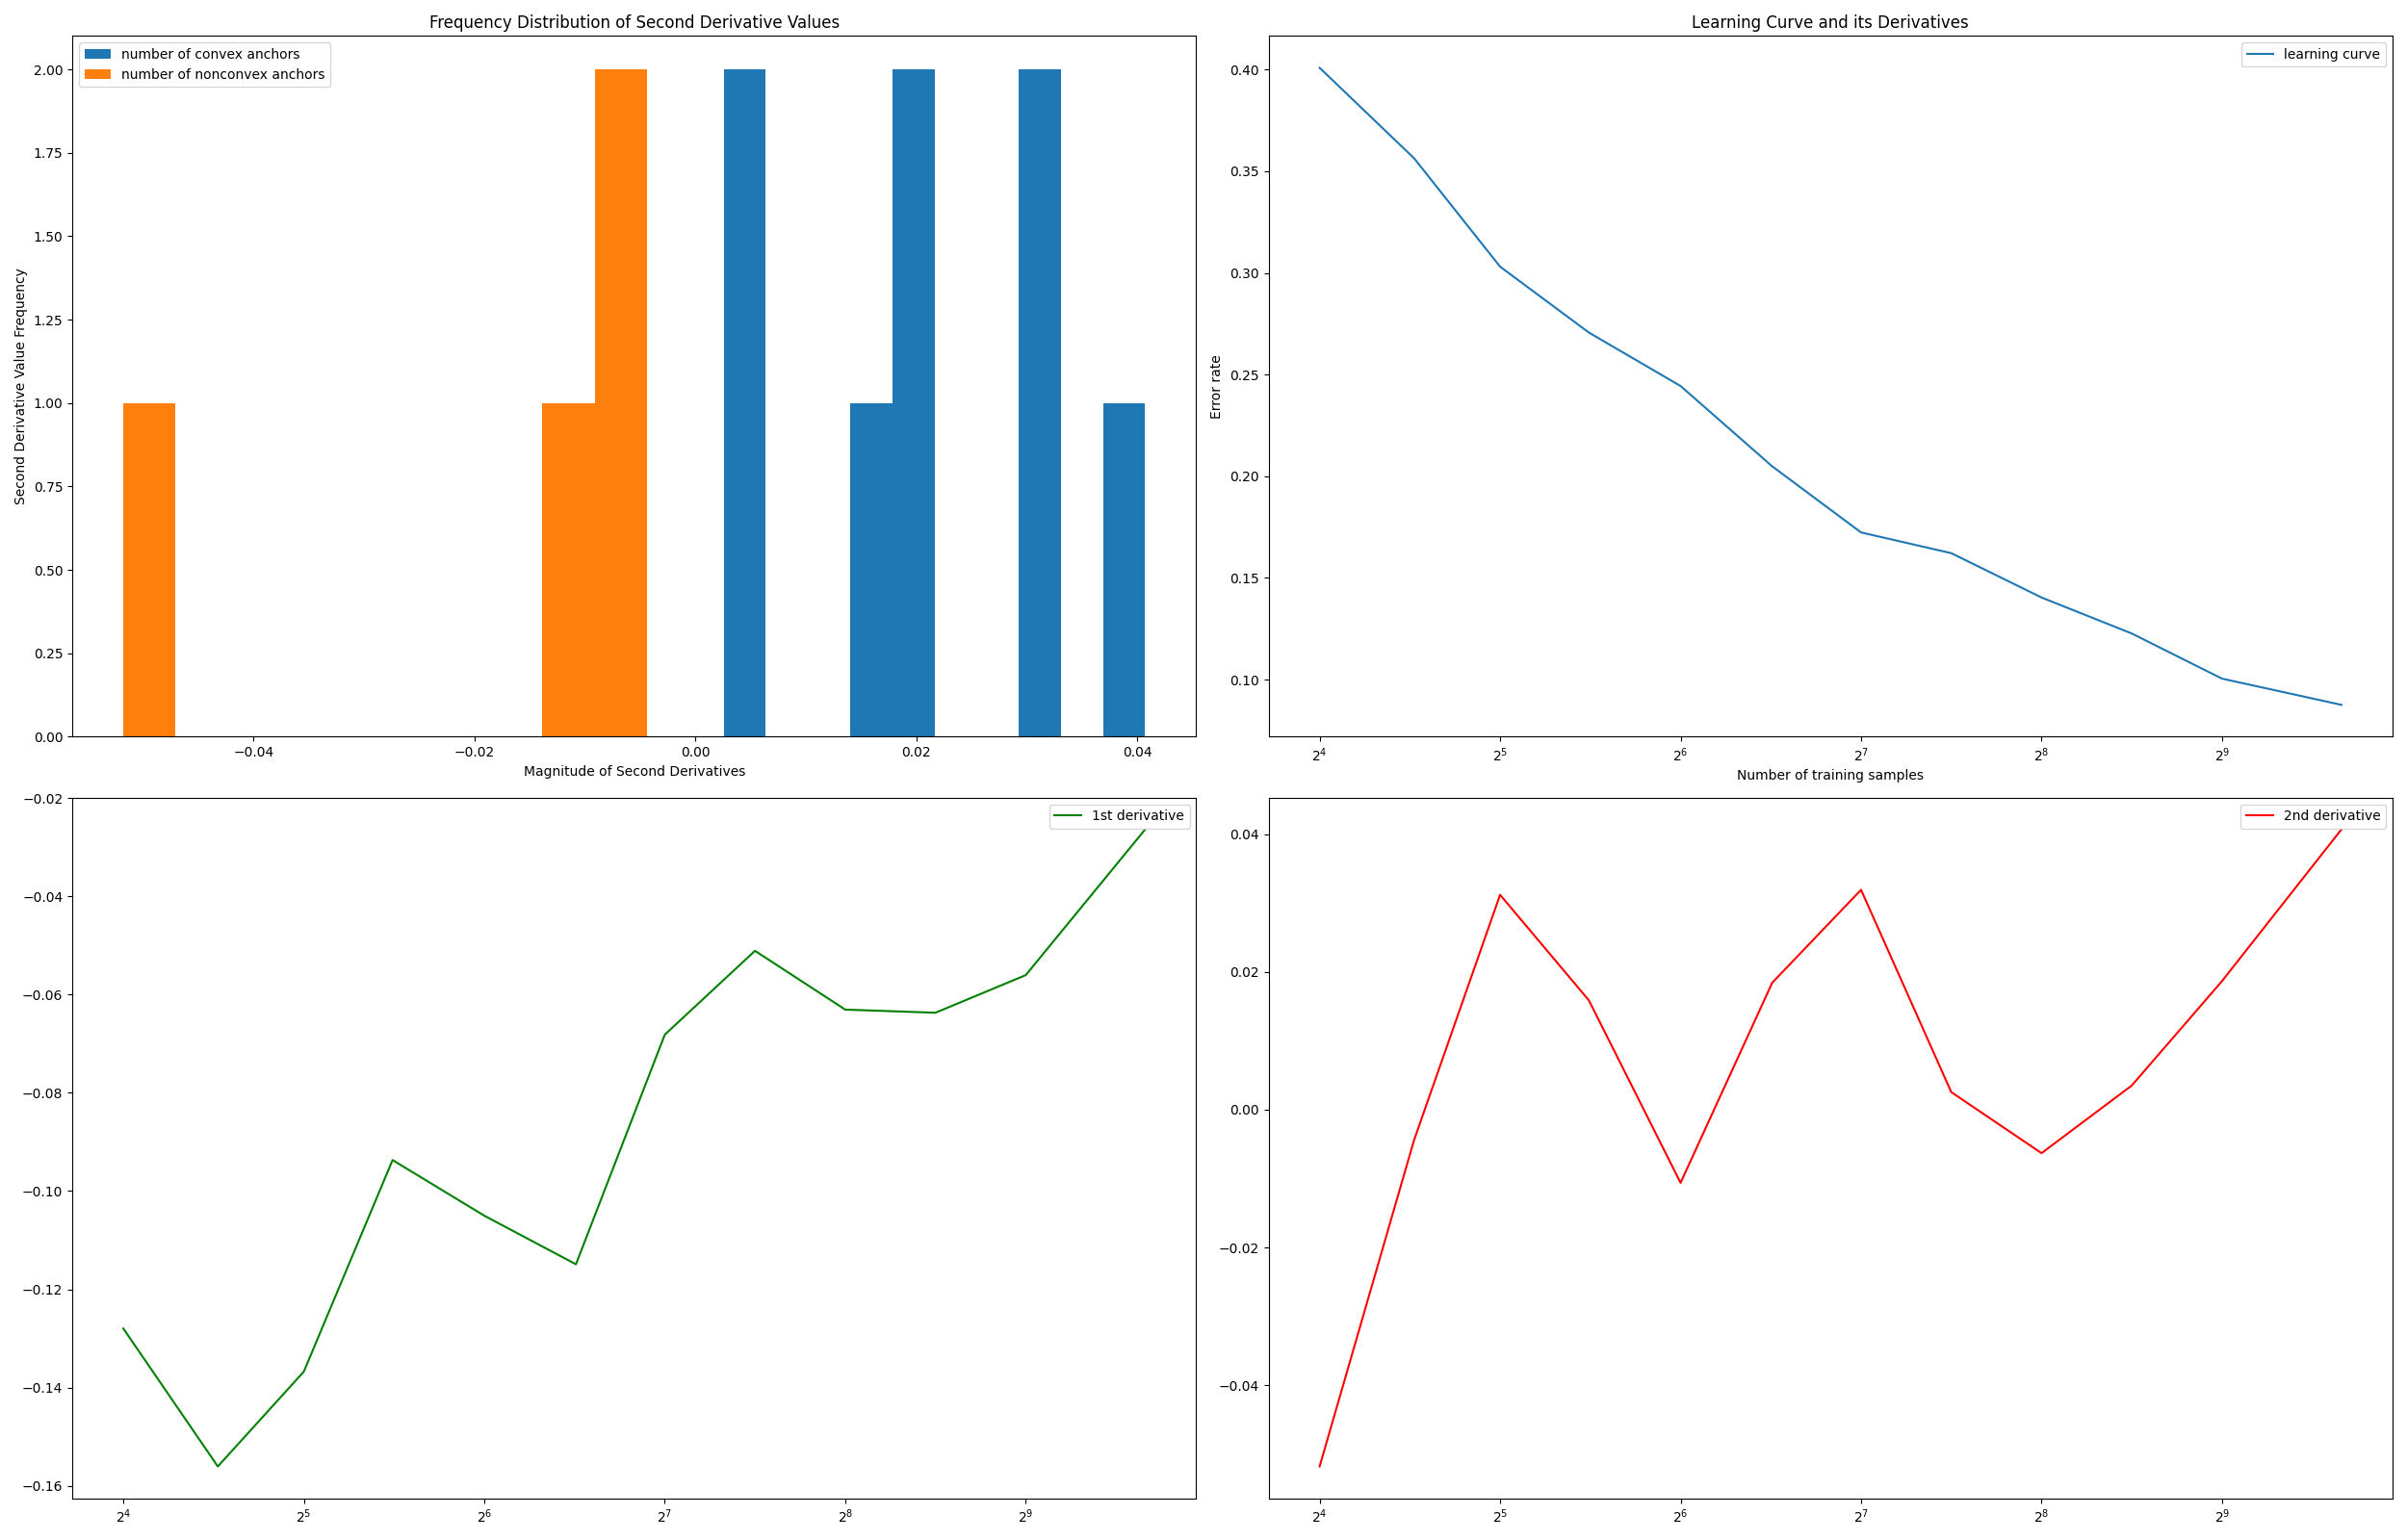 Frequency Distribution of Second Derivative Values
number of convex anchors
number of nonconvex anchors
Second Derivative Value Frequency
2.00
1.75
1.50
1.25
1.00
0.75
0.50
0.25
0.00
−0.04 −0.02 0.00 0.02 0.04
Magnitude of Second Derivatives
Learning Curve and its Derivatives
learning curve
Error rate
0.40
0.35
0.30
0.25
0.20
0.15
0.10
2⁴ 2⁵ 2⁶ 2⁷ 2⁸ 2⁹
Number of training samples
1st derivative
−0.02
−0.04
−0.06
−0.08
−0.10
−0.12
−0.14
−0.16
2⁴ 2⁵ 2⁶ 2⁷ 2⁸ 2⁹
2nd derivative
0.04
0.02
0.00
−0.02
−0.04
2⁴ 2⁵ 2⁶ 2⁷ 2⁸ 2⁹